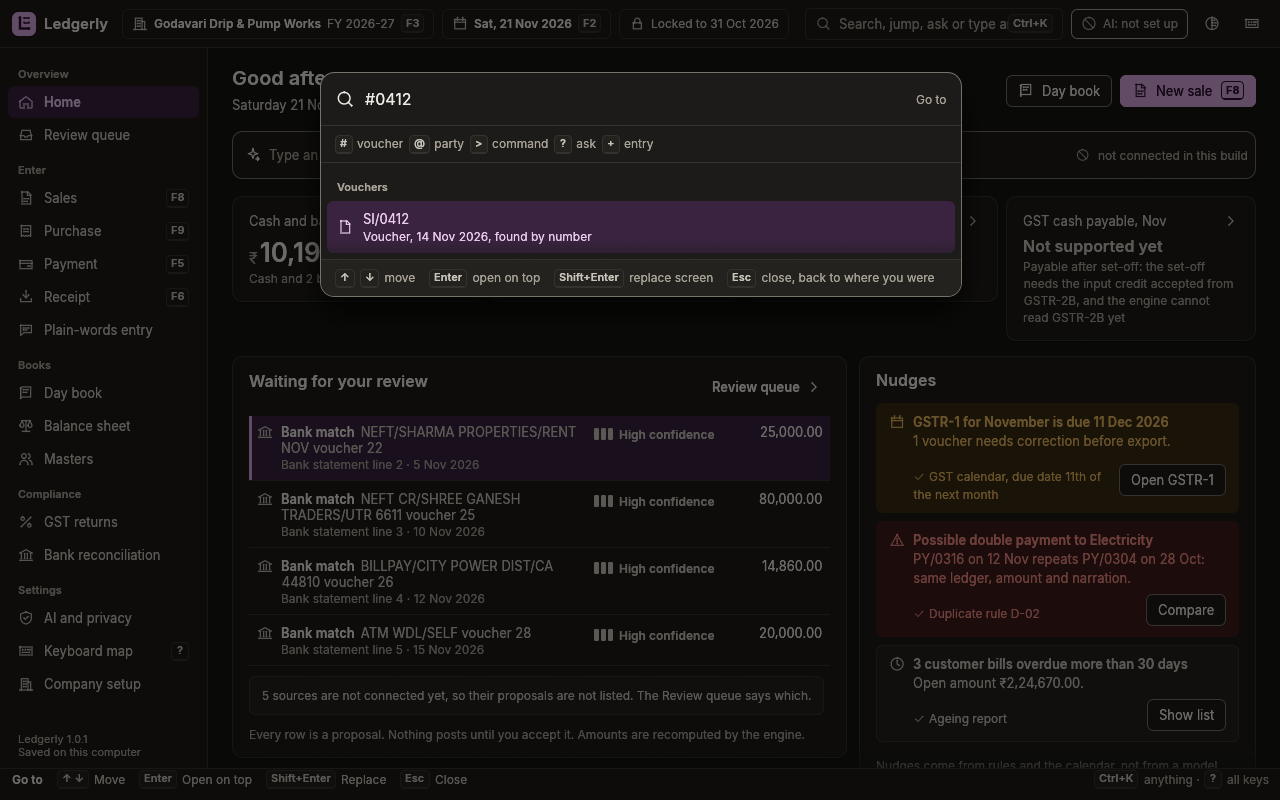 Ledgerly
Godavari Drip & Pump Works FY 2026-27 F3
Sat, 21 Nov 2026 F2
Locked to 31 Oct 2026
Search, jump, ask or type a Ctrl+K
AI: not set up
Overview
Home
Review queue
Enter
Sales F8
Purchase F9
Payment F5
Receipt F6
Plain-words entry
Books
Day book
Balance sheet
Masters
Compliance
GST returns
Bank reconciliation
Settings
AI and privacy
Keyboard map ?
Company setup
Ledgerly 1.0.1
Saved on this computer
Good afte
Saturday 21 No
Day book
New sale F8
Type an
not connected in this build
#0412 Go to
# voucher @ party > command ? ask + entry
Vouchers
SI/0412
Voucher, 14 Nov 2026, found by number
↑ ↓ move Enter open on top Shift+Enter replace screen Esc close, back to where you were
Cash and b
₹10,19
Cash and 2 b
GST cash payable, Nov
Not supported yet
Payable after set-off: the set-off
needs the input credit accepted from
GSTR-2B, and the engine cannot
read GSTR-2B yet
Waiting for your review
Review queue
Bank match NEFT/SHARMA PROPERTIES/RENT
NOV voucher 22
Bank statement line 2 · 5 Nov 2026
High confidence
25,000.00
Bank match NEFT CR/SHREE GANESH
TRADERS/UTR 6611 voucher 25
Bank statement line 3 · 10 Nov 2026
High confidence
80,000.00
Bank match BILLPAY/CITY POWER DIST/CA
44810 voucher 26
Bank statement line 4 · 12 Nov 2026
High confidence
14,860.00
Bank match ATM WDL/SELF voucher 28
Bank statement line 5 · 15 Nov 2026
High confidence
20,000.00
5 sources are not connected yet, so their proposals are not listed. The Review queue says which.
Every row is a proposal. Nothing posts until you accept it. Amounts are recomputed by the engine.
Nudges
GSTR-1 for November is due 11 Dec 2026
1 voucher needs correction before export.
✓ GST calendar, due date 11th of
the next month
Open GSTR-1
Possible double payment to Electricity
PY/0316 on 12 Nov repeats PY/0304 on 28 Oct:
same ledger, amount and narration.
✓ Duplicate rule D-02
Compare
3 customer bills overdue more than 30 days
Open amount ₹2,24,670.00.
✓ Ageing report
Show list
Nudges come from rules and the calendar, not from a model.
Go to ↑ ↓ Move Enter Open on top Shift+Enter Replace Esc Close
Ctrl+K anything · ? all keys